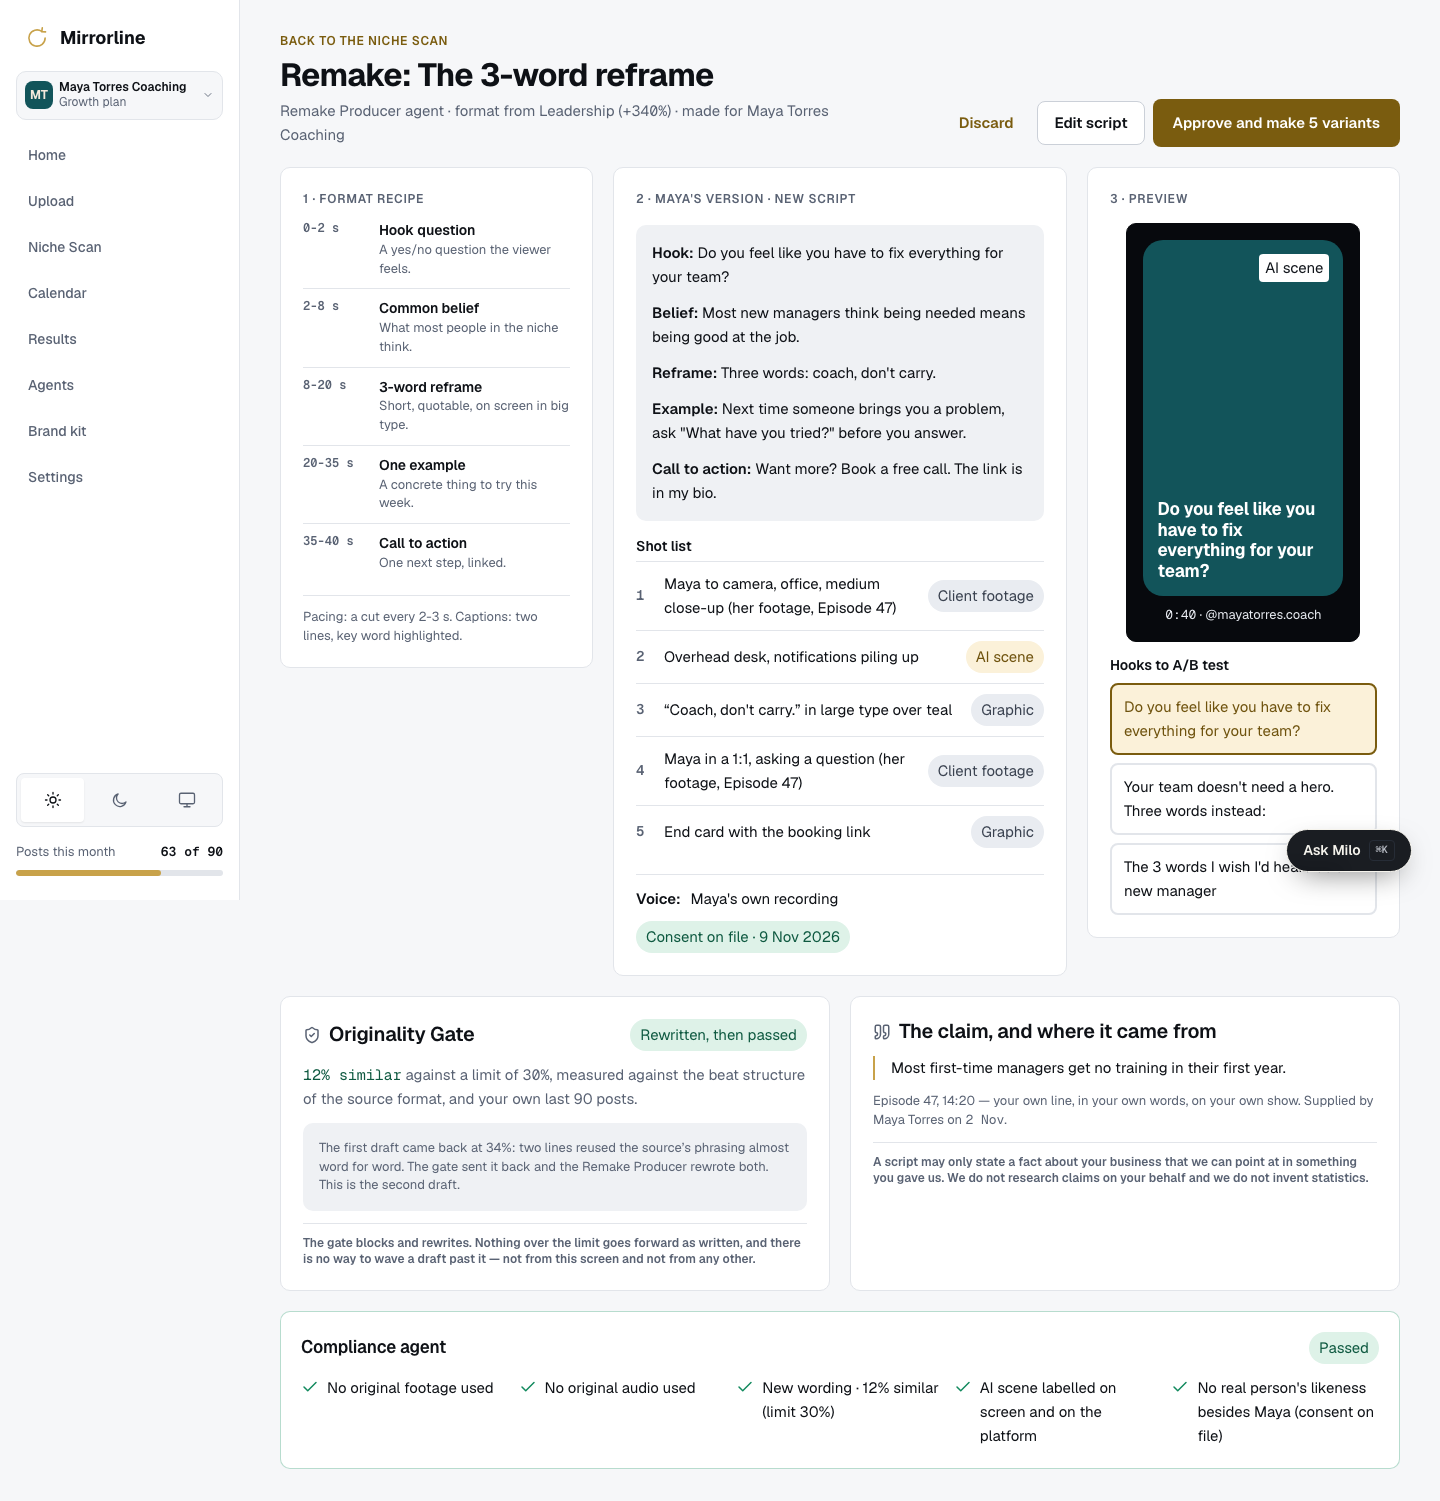 Mirrorline
MT
Maya Torres Coaching
Growth plan
Home
Upload
Niche Scan
Calendar
Results
Agents
Brand kit
Settings
Posts this month
63 of 90
BACK TO THE NICHE SCAN
Remake: The 3-word reframe
Remake Producer agent · format from Leadership (+340%) · made for Maya Torres
Coaching
Discard
Edit script
Approve and make 5 variants
1 · FORMAT RECIPE
0-2 s
Hook question
A yes/no question the viewer
feels.
2-8 s
Common belief
What most people in the niche
think.
8-20 s
3-word reframe
Short, quotable, on screen in big
type.
20-35 s
One example
A concrete thing to try this
week.
35-40 s
Call to action
One next step, linked.
Pacing: a cut every 2-3 s. Captions: two
lines, key word highlighted.
2 · MAYA'S VERSION · NEW SCRIPT
Hook: Do you feel like you have to fix everything for
your team?
Belief: Most new managers think being needed means
being good at the job.
Reframe: Three words: coach, don't carry.
Example: Next time someone brings you a problem,
ask "What have you tried?" before you answer.
Call to action: Want more? Book a free call. The link is
in my bio.
Shot list
1
Maya to camera, office, medium
close-up (her footage, Episode 47)
Client footage
2
Overhead desk, notifications piling up
AI scene
3
“Coach, don't carry.” in large type over teal
Graphic
4
Maya in a 1:1, asking a question (her
footage, Episode 47)
Client footage
5
End card with the booking link
Graphic
Voice: Maya's own recording
Consent on file · 9 Nov 2026
3 · PREVIEW
AI scene
Do you feel like you
have to fix
everything for your
team?
0:40 · @mayatorres.coach
Hooks to A/B test
Do you feel like you have to fix
everything for your team?
Your team doesn't need a hero.
Three words instead:
The 3 words I wish I'd
new manager
Ask Milo ⌘K
Originality Gate
Rewritten, then passed
12% similar against a limit of 30%, measured against the beat structure
of the source format, and your own last 90 posts.
The first draft came back at 34%: two lines reused the source's phrasing almost
word for word. The gate sent it back and the Remake Producer rewrote both.
This is the second draft.
The gate blocks and rewrites. Nothing over the limit goes forward as written, and there
is no way to wave a draft past it — not from this screen and not from any other.
The claim, and where it came from
Most first-time managers get no training in their first year.
Episode 47, 14:20 — your own line, in your own words, on your own show. Supplied by
Maya Torres on 2 Nov.
A script may only state a fact about your business that we can point at in something
you gave us. We do not research claims on your behalf and we do not invent statistics.
Compliance agent
Passed
No original footage used
No original audio used
New wording · 12% similar
(limit 30%)
AI scene labelled on
screen and on the
platform
No real person's likeness
besides Maya (consent on
file)